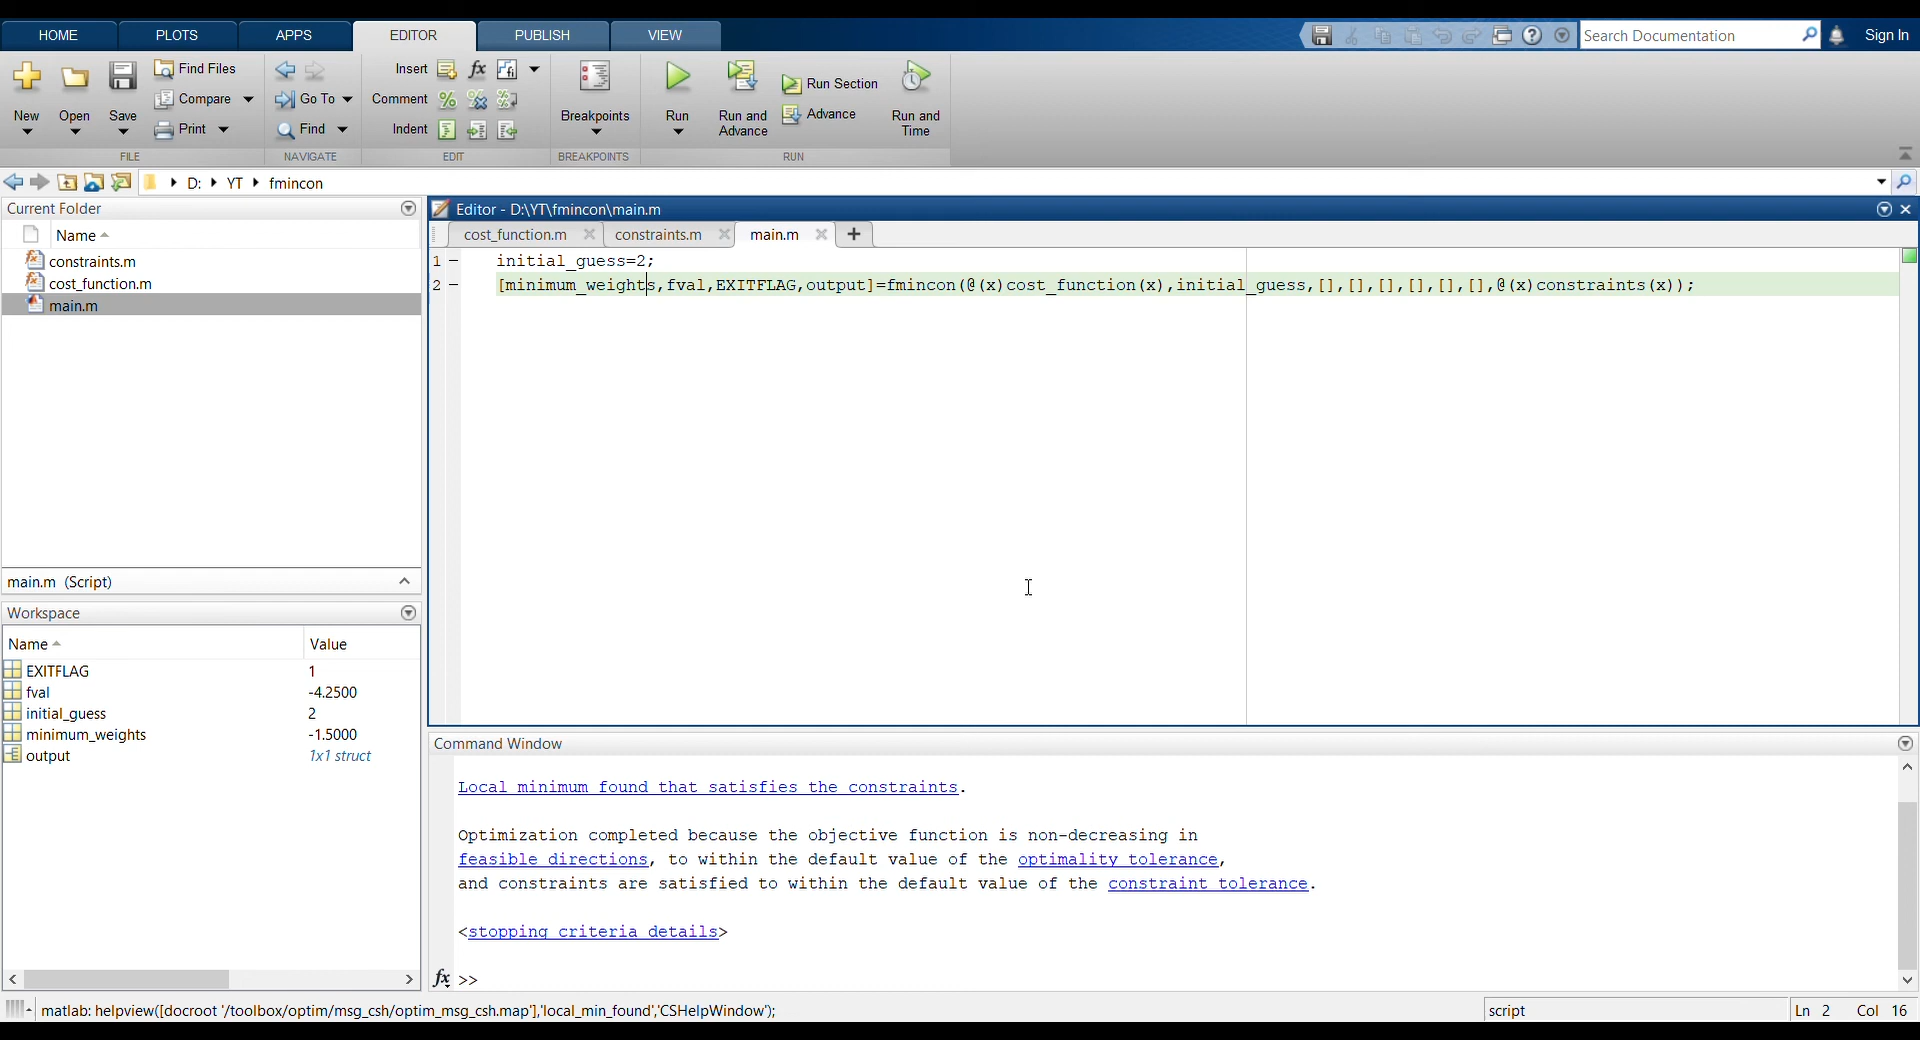 HOME PLOTS APPS EDITOR PUBLISH VIEW Search Documentation Sign In
New Open Save Find Files Compare Print
FILE
Go To Find
NAVIGATE
Insert fx fi
Comment % % %
Indent
EDIT
Breakpoints
BREAKPOINTS
Run Run and Advance Run Section Advance Run and Time
RUN
D: YT fmincon
Current Folder
Name
constraints.m
cost_function.m
main.m
main.m (Script)
Workspace
Name Value
EXITFLAG 1
fval -4.2500
initial_guess 2
minimum_weights -1.5000
output 1x1 struct
Editor - D:\YT\fmincon\main.m
cost_function.m constraints.m main.m +
1 - initial_guess=2;
2 - [minimum_weights,fval,EXITFLAG,output]=fmincon(@(x)cost_function(x),initial_guess,[],[],[],[],[],[],@(x)constraints(x));
Command Window
Local minimum found that satisfies the constraints.
Optimization completed because the objective function is non-decreasing in
feasible directions, to within the default value of the optimality tolerance,
and constraints are satisfied to within the default value of the constraint tolerance.
<stopping criteria details>
fx >>
matlab: helpview([docroot '/toolbox/optim/msg_csh/optim_msg_csh.map'],'local_min_found','CSHelpWindow'); script Ln 2 Col 16